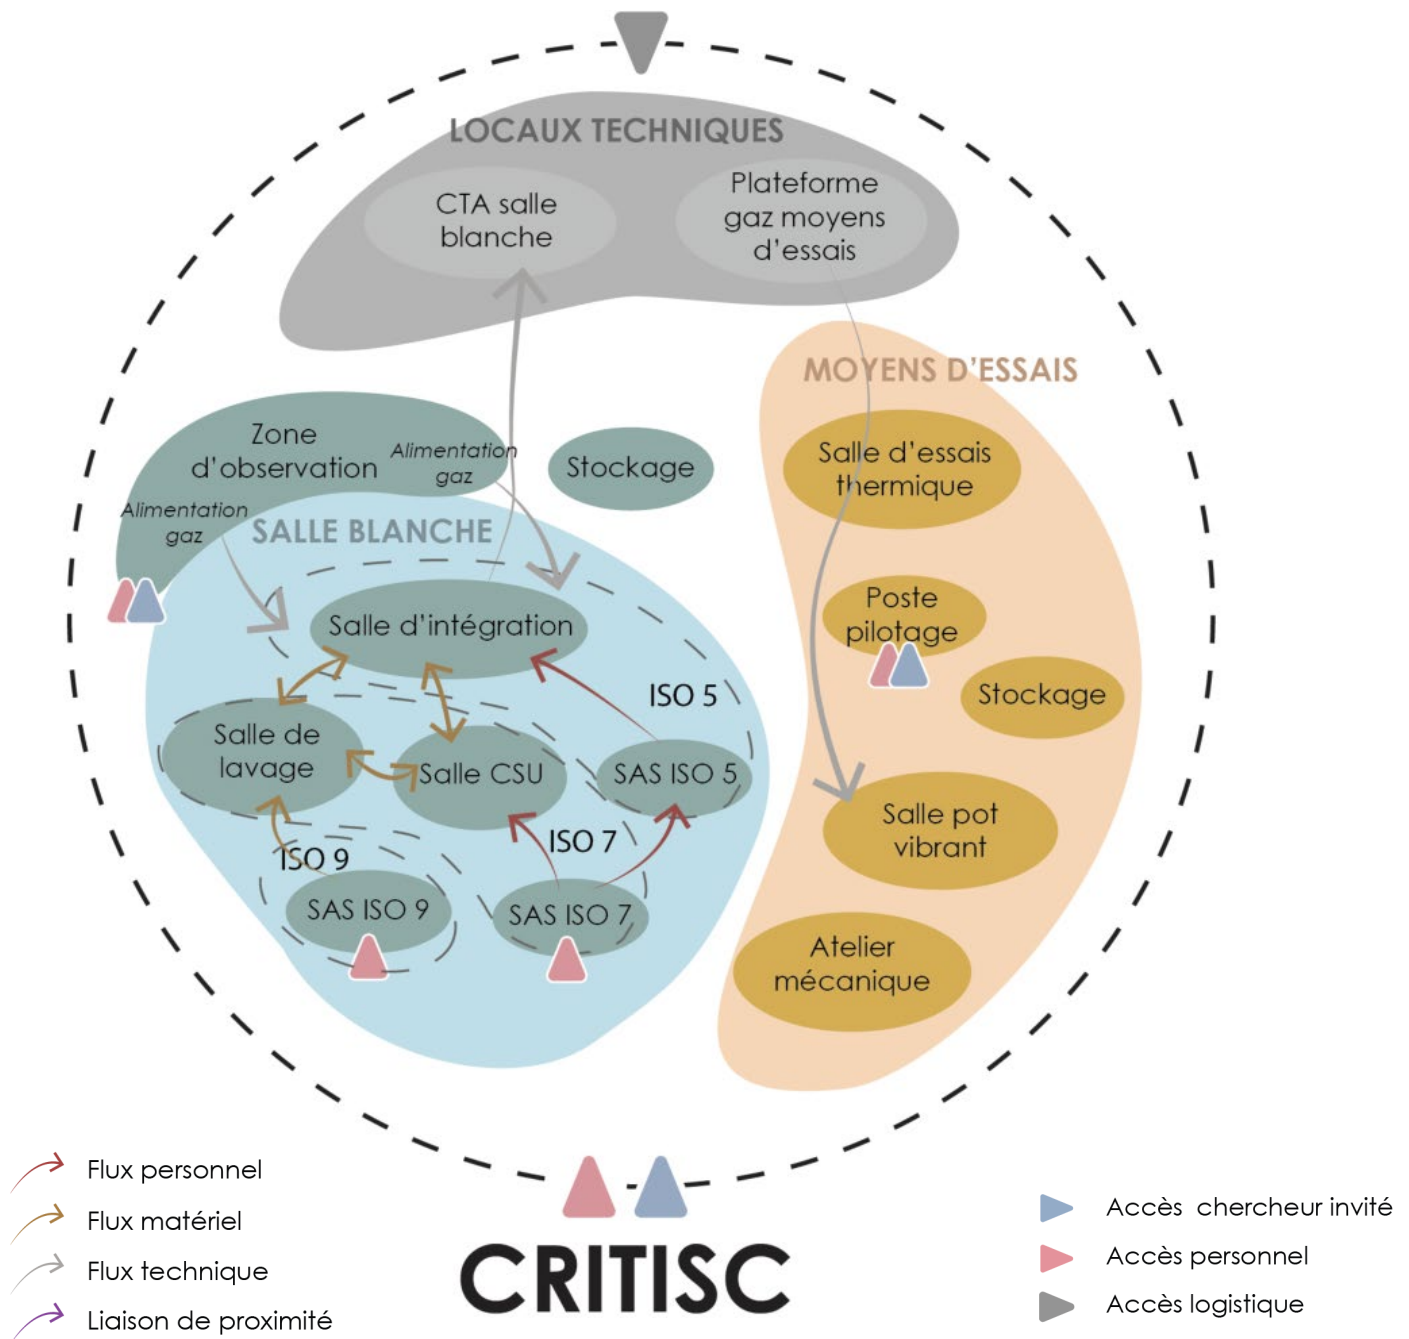 LOCAUX TECHNIQUES
CTA salle
blanche
Plateforme
gaz moyens
d'essais
MOYENS D'ESSAIS
Zone
d'observation
Alimentation
gaz
Alimentation
gaz
Stockage
SALLE BLANCHE
Salle d'essais
thermique
Salle d'intégration
Poste
pilotage
ISO 5
Stockage
Salle de
lavage
Salle CSU
SAS ISO 5
ISO 7
ISO 9
Salle pot
vibrant
SAS ISO 9
SAS ISO 7
Atelier
mécanique
CRITISC
Flux personnel
Flux matériel
Flux technique
Liaison de proximité
Accès chercheur invité
Accès personnel
Accès logistique